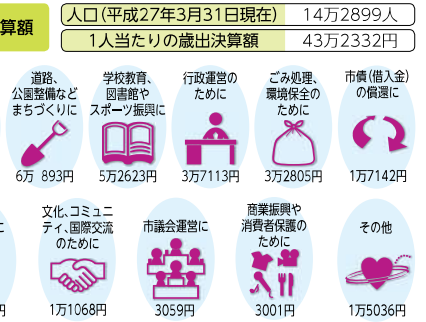 算額
人口(平成27年3月31日現在)
14万2899人
1人当たりの歳出決算額
43万2332円
道路、
公園整備など
まちづくりに
6万 893円
学校教育、
図書館や
スポーツ振興に
5万2623円
行政運営の
ために
3万7113円
ごみ処理、
環境保全の
ために
3万2805円
市債(借入金)
の償還に
1万7142円
に
円
文化、コミュニ
ティ、国際交流
のために
1万1068円
市議会運営に
3059円
商業振興や
消費者保護の
ために
3001円
その他
1万5036円